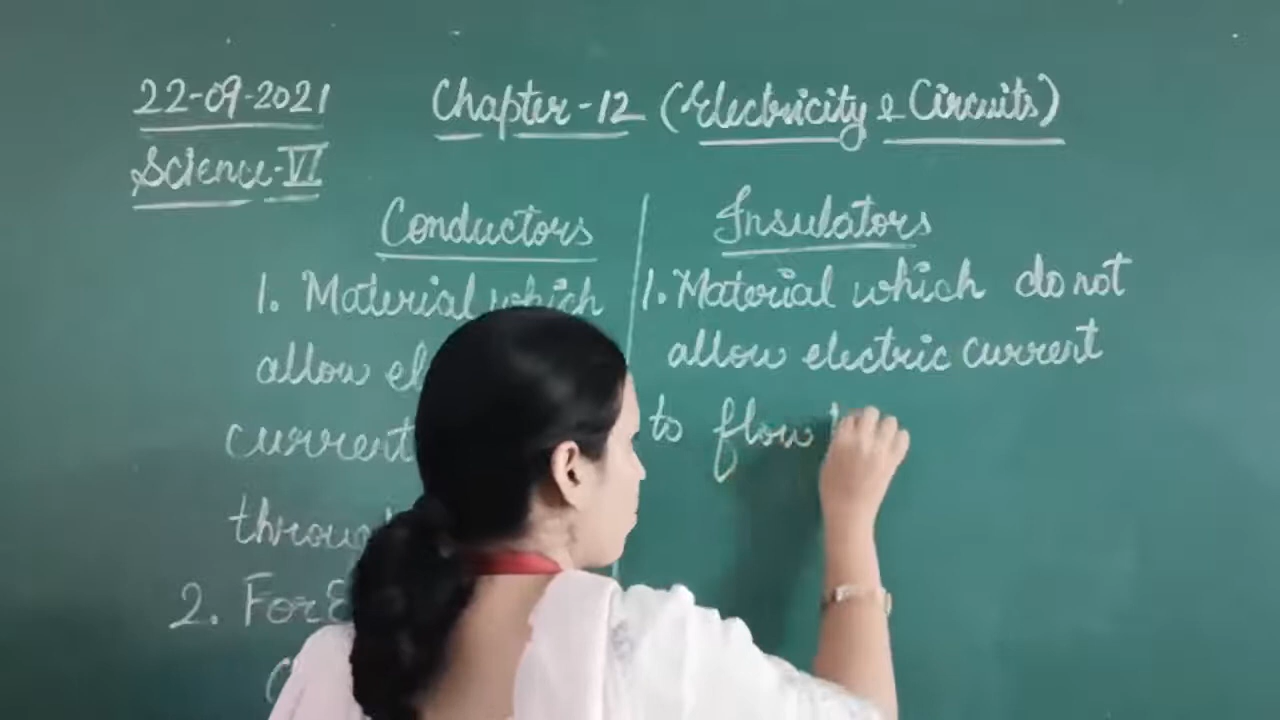 22-09-2021
Chapter-12 (Electricity & Circuits)
Science-VI
Conductors
Insulators
1. Material which
allow
current
2. For
1. Material which do not
allow electric current
to flow